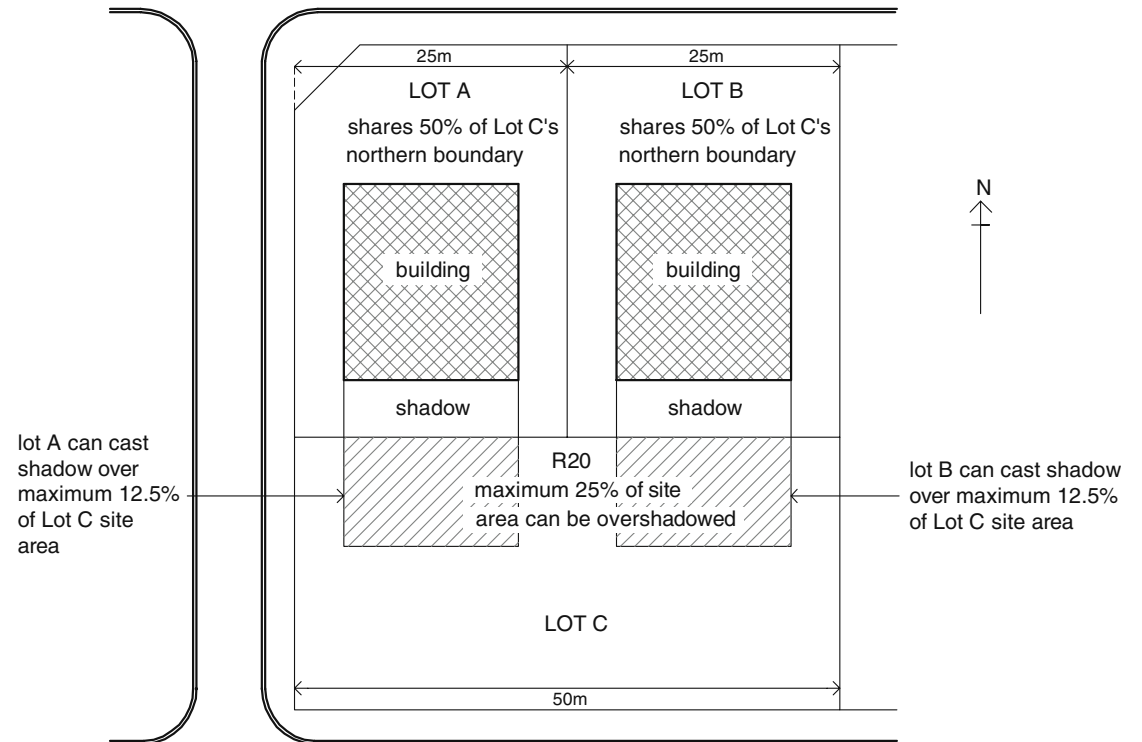 25m
25m
LOT A
LOT B
shares 50% of Lot C's
northern boundary
shares 50% of Lot C's
northern boundary
N
building
building
shadow
shadow
lot A can cast
shadow over
maximum 12.5%
of Lot C site
area
R20
maximum 25% of site
area can be overshadowed
lot B can cast shadow
over maximum 12.5%
of Lot C site area
LOT C
50m